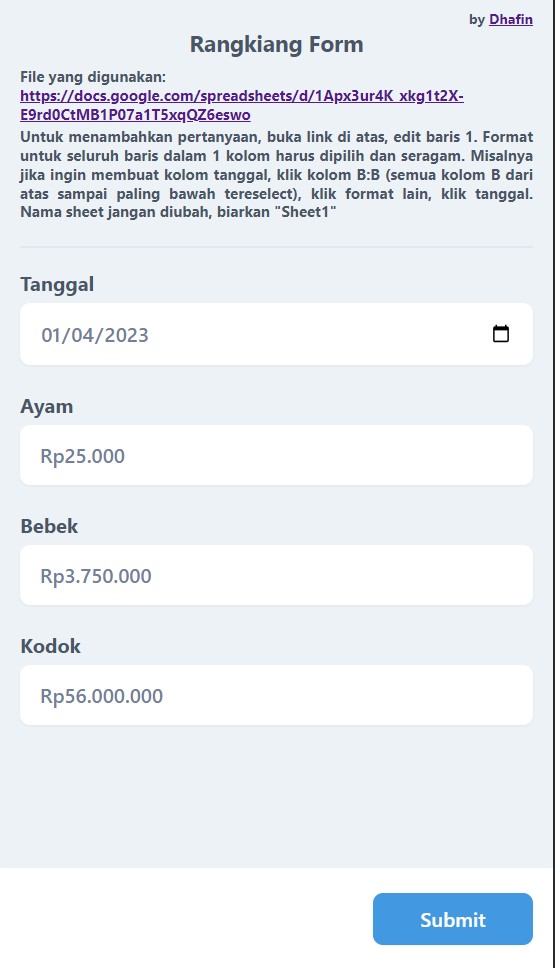 by Dhafin
Rangkiang Form
File yang digunakan:
https://docs.google.com/spreadsheets/d/1Apx3ur4K_xkg1t2X-
E9rd0CtMB1P07a1T5xqQZ6eswo
Untuk menambahkan pertanyaan, buka link di atas, edit baris 1. Format
untuk seluruh baris dalam 1 kolom harus dipilih dan seragam. Misalnya
jika ingin membuat kolom tanggal, klik kolom B:B (semua kolom B dari
atas sampai paling bawah tereselect), klik format lain, klik tanggal.
Nama sheet jangan diubah, biarkan "Sheet1"
Tanggal
01/04/2023
Ayam
Rp25.000
Bebek
Rp3.750.000
Kodok
Rp56.000.000
Submit